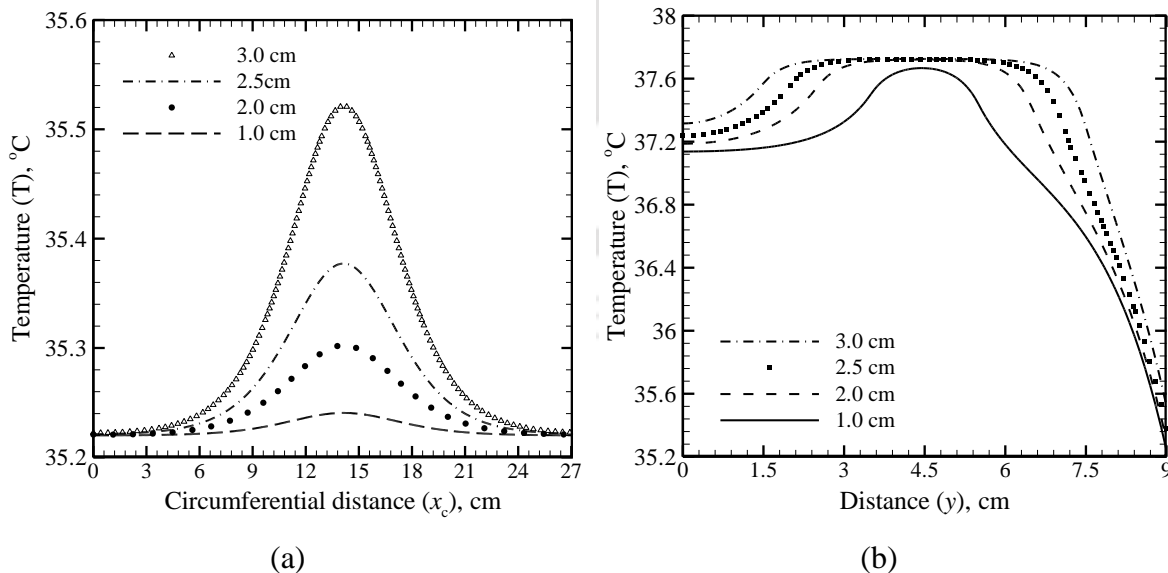 35.6
35.5
35.4
35.3
35.2
Temperature (T), °C
3.0 cm
2.5cm
2.0 cm
1.0 cm
0 3 6 9 12 15 18 21 24 27
Circumferential distance (xc), cm
(a)
38
37.6
37.2
36.8
36.4
36
35.6
35.2
Temperature (T), °C
3.0 cm
2.5 cm
2.0 cm
1.0 cm
0 1.5 3 4.5 6 7.5 9
Distance (y), cm
(b)